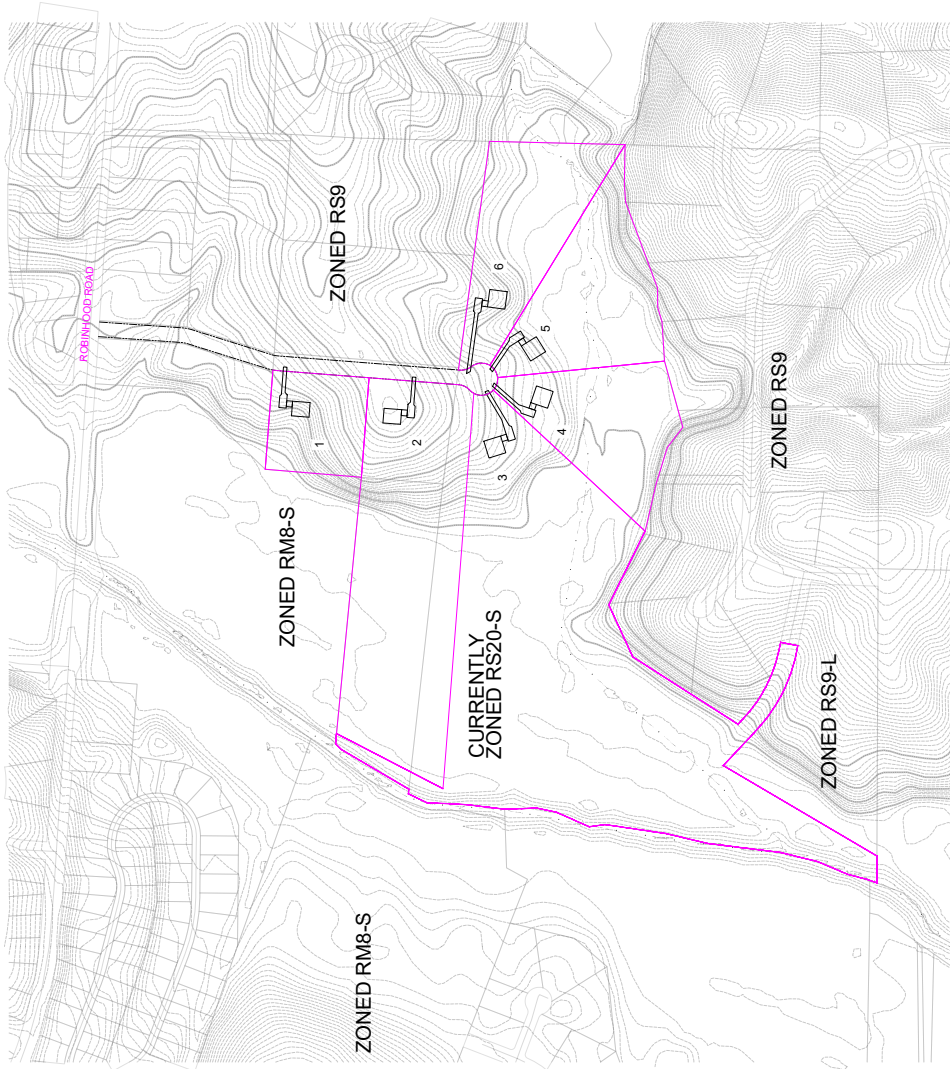 ROBINHOOD ROAD
ZONED RS9
6
5
1
2
4
3
ZONED RS9
ZONED RM8-S
CURRENTLY
ZONED RS20-S
ZONED RS9-L
ZONED RM8-S